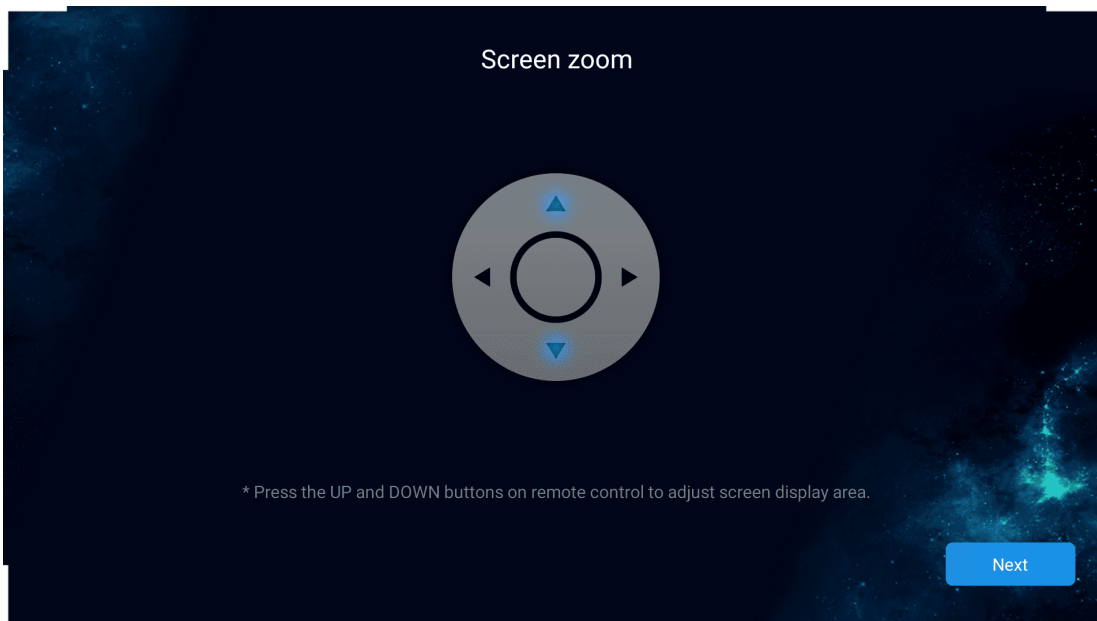 Screen zoom
* Press the UP and DOWN buttons on remote control to adjust screen display area.
Next